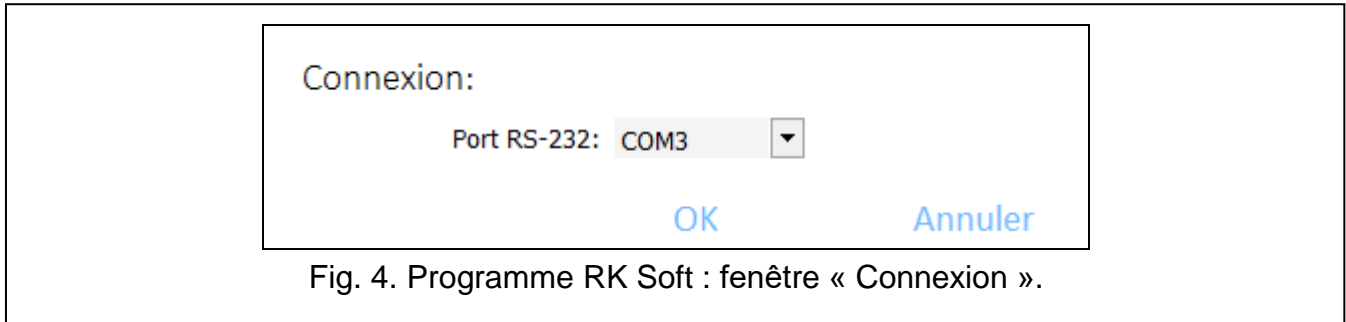 Connexion:
Port RS-232: COM3
OK Annuler
Fig. 4. Programme RK Soft : fenêtre « Connexion ».